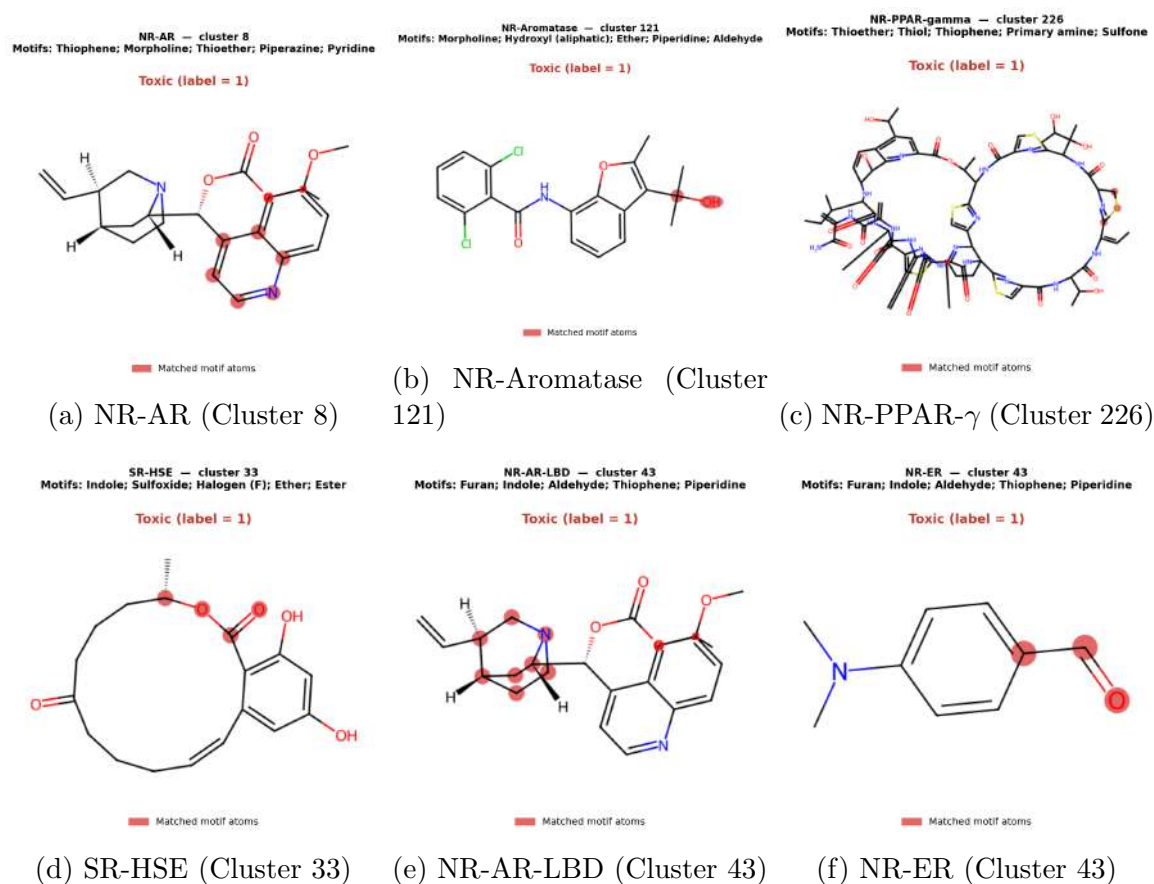 NR-AR — cluster 8
Motifs: Thiophene; Morpholine; Thioether; Piperazine; Pyridine
Toxic (label = 1)
H
N
O
O
O
H
H
N
Matched motif atoms
(a) NR-AR (Cluster 8)
NR-Aromatase — cluster 121
Motifs: Morpholine; Hydroxyl (aliphatic); Ether; Piperidine; Aldehyde
Toxic (label = 1)
Cl
O
H
N
OH
Cl
O
Matched motif atoms
(b) NR-Aromatase (Cluster
121)
NR-PPAR-gamma — cluster 226
Motifs: Thioether; Thiol; Thiophene; Primary amine; Sulfone
Toxic (label = 1)
Matched motif atoms
(c) NR-PPAR-γ (Cluster 226)
SR-HSE — cluster 33
Motifs: Indole; Sulfoxide; Halogen (F); Ether; Ester
Toxic (label = 1)
O
O
OH
O
OH
Matched motif atoms
(d) SR-HSE (Cluster 33)
NR-AR-LBD — cluster 43
Motifs: Furan; Indole; Aldehyde; Thiophene; Piperidine
Toxic (label = 1)
O
H
O
O
N
H
H
N
Matched motif atoms
(e) NR-AR-LBD (Cluster 43)
NR-ER — cluster 43
Motifs: Furan; Indole; Aldehyde; Thiophene; Piperidine
Toxic (label = 1)
N
O
Matched motif atoms
(f) NR-ER (Cluster 43)